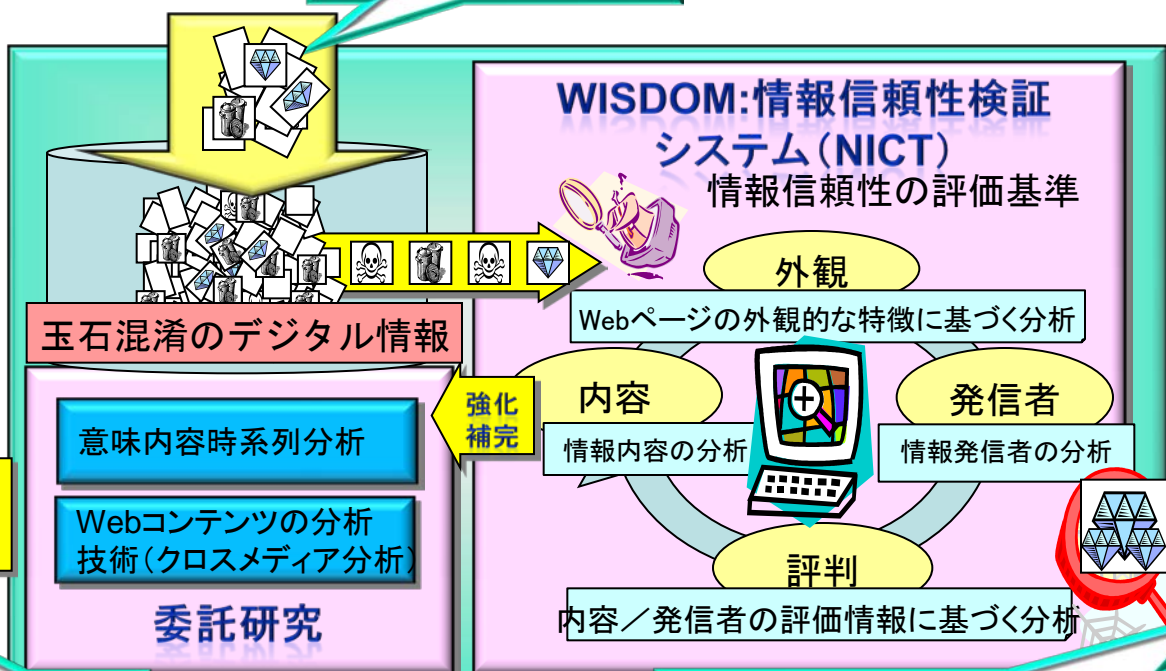 WISDOM:情報信頼性検証
システム(NICT)
情報信頼性の評価基準
外観
Webページの外観的な特徴に基づく分析
玉石混淆のデジタル情報
強化
補完
内容
情報内容の分析
発信者
情報発信者の分析
意味内容時系列分析
Webコンテンツの分析
技術(クロスメディア分析)
評判
内容/発信者の評価情報に基づく分析
委託研究